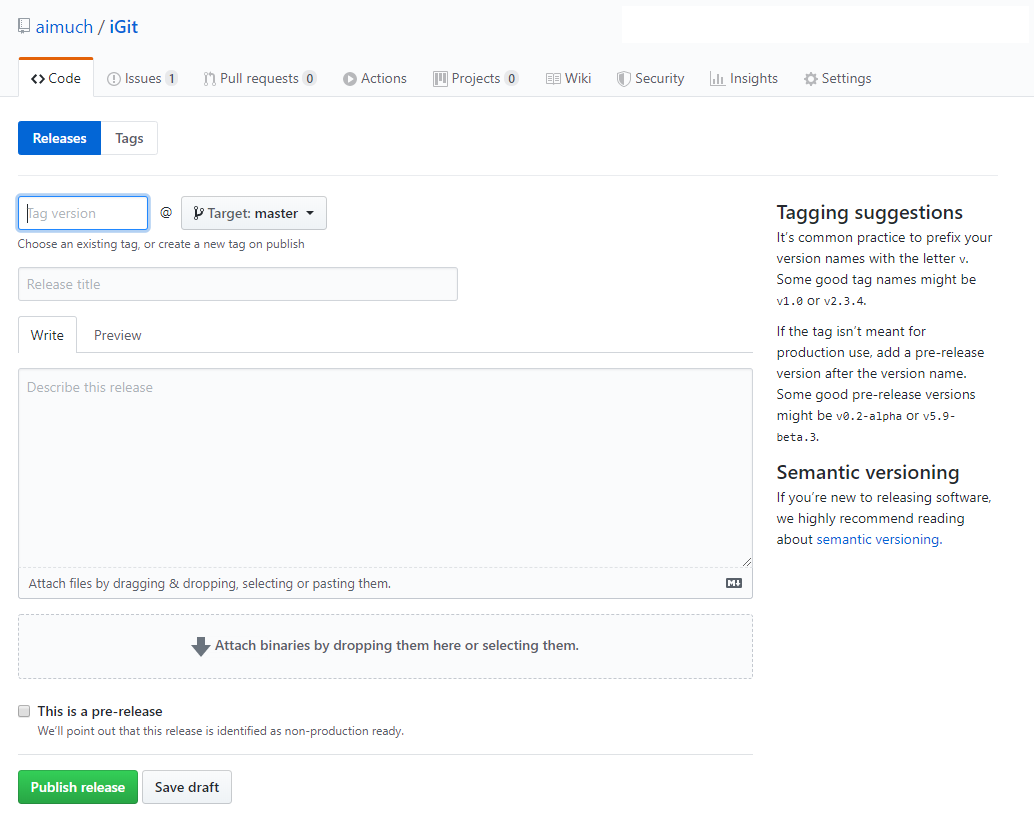 aimuch / iGit
Code Issues 1 Pull requests 0 Actions Projects 0 Wiki Security Insights Settings
Releases Tags
Tag version @ Target: master
Choose an existing tag, or create a new tag on publish
Release title
Write Preview
Describe this release
Attach files by dragging & dropping, selecting or pasting them.
Attach binaries by dropping them here or selecting them.
This is a pre-release
We'll point out that this release is identified as non-production ready.
Publish release Save draft
Tagging suggestions
It's common practice to prefix your
version names with the letter v.
Some good tag names might be
v1.0 or v2.3.4.
If the tag isn't meant for
production use, add a pre-release
version after the version name.
Some good pre-release versions
might be v0.2-alpha or v5.9-
beta.3.
Semantic versioning
If you're new to releasing software,
we highly recommend reading
about semantic versioning.